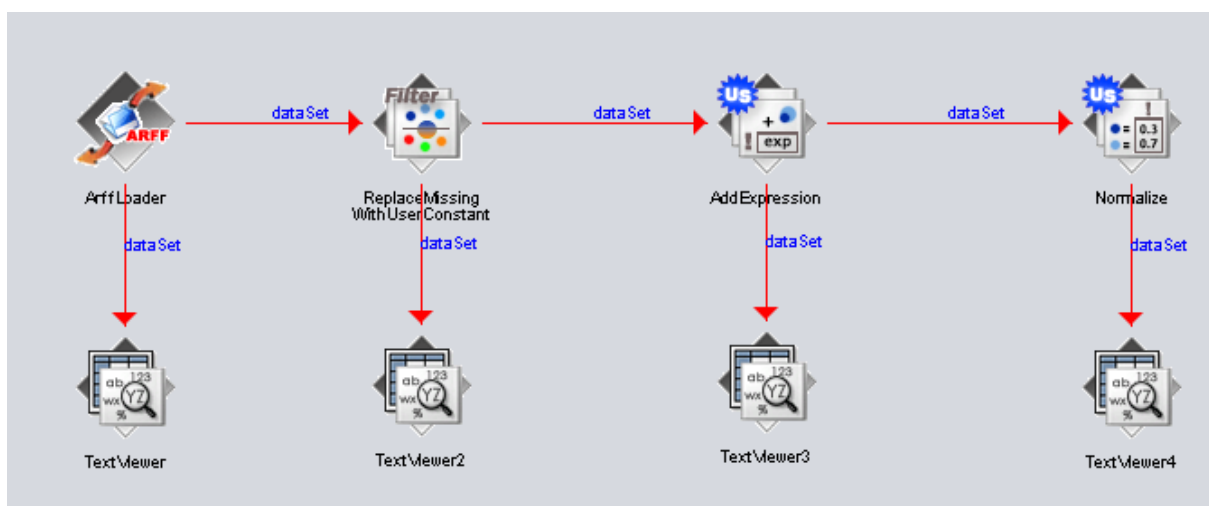 dataSet
dataSet
dataSet
Filter
Us
Us
ARFF
+
! exp
!
= 0.3
= 0.7
ArffLoader
ReplaceMissing
WithUserConstant
AddExpression
Normalize
dataSet
dataSet
dataSet
dataSet
ab 123
wx YZ
%
ab 123
wx YZ
%
ab 123
wx YZ
%
ab 123
wx YZ
%
TextViewer
TextViewer2
TextViewer3
TextViewer4